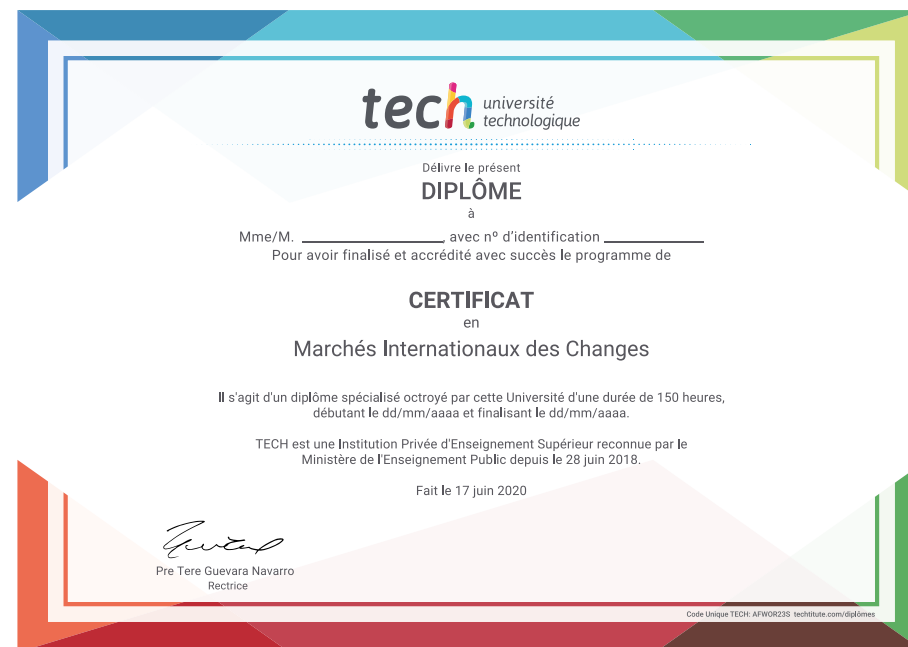 tech université
technologique
Délivre le présent
DIPLÔME
à
Mme/M. ____________________, avec nº d'identification ______________
Pour avoir finalisé et accrédité avec succès le programme de
CERTIFICAT
en
Marchés Internationaux des Changes
Il s'agit d'un diplôme spécialisé octroyé par cette Université d'une durée de 150 heures,
débutant le dd/mm/aaaa et finalisant le dd/mm/aaaa.
TECH est une Institution Privée d'Enseignement Supérieur reconnue par le
Ministère de l'Enseignement Public depuis le 28 juin 2018.
Fait le 17 juin 2020
Pre Tere Guevara Navarro
Rectrice
Code Unique TECH: AFWOR23S techtitute.com/diplômes